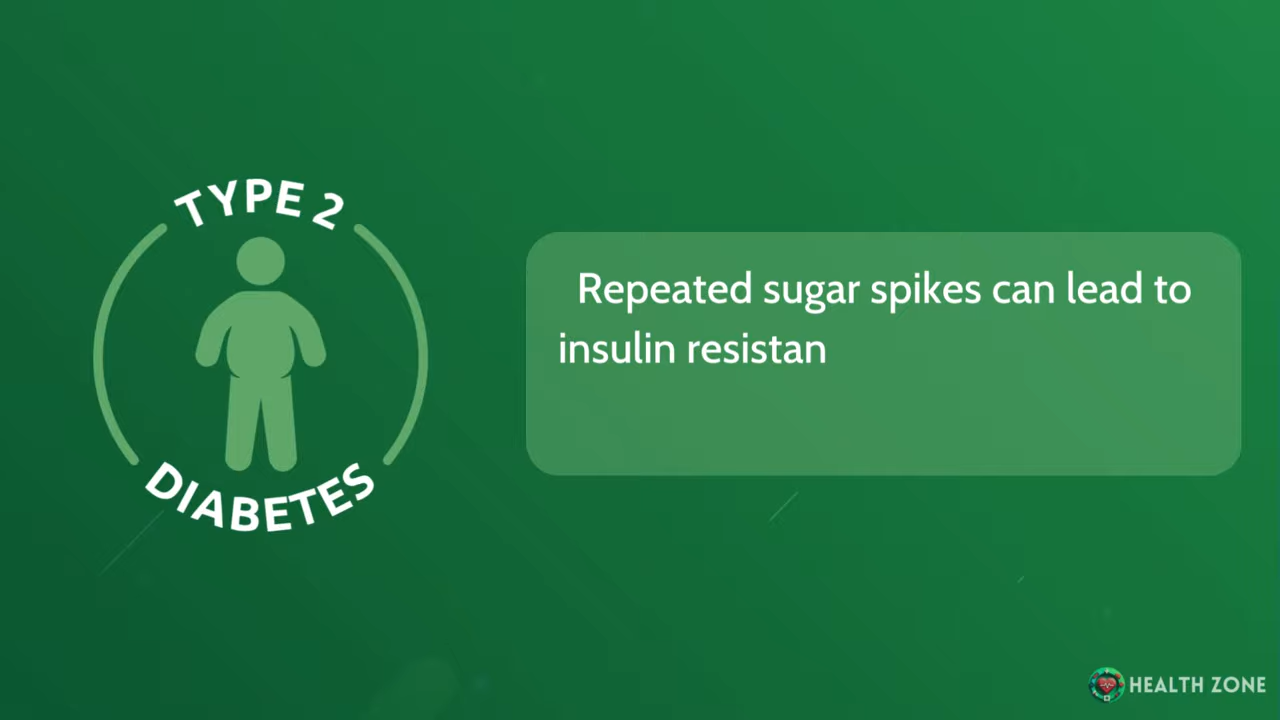 TYPE 2
DIABETES
Repeated sugar spikes can lead to
insulin resistan
HEALTH ZONE